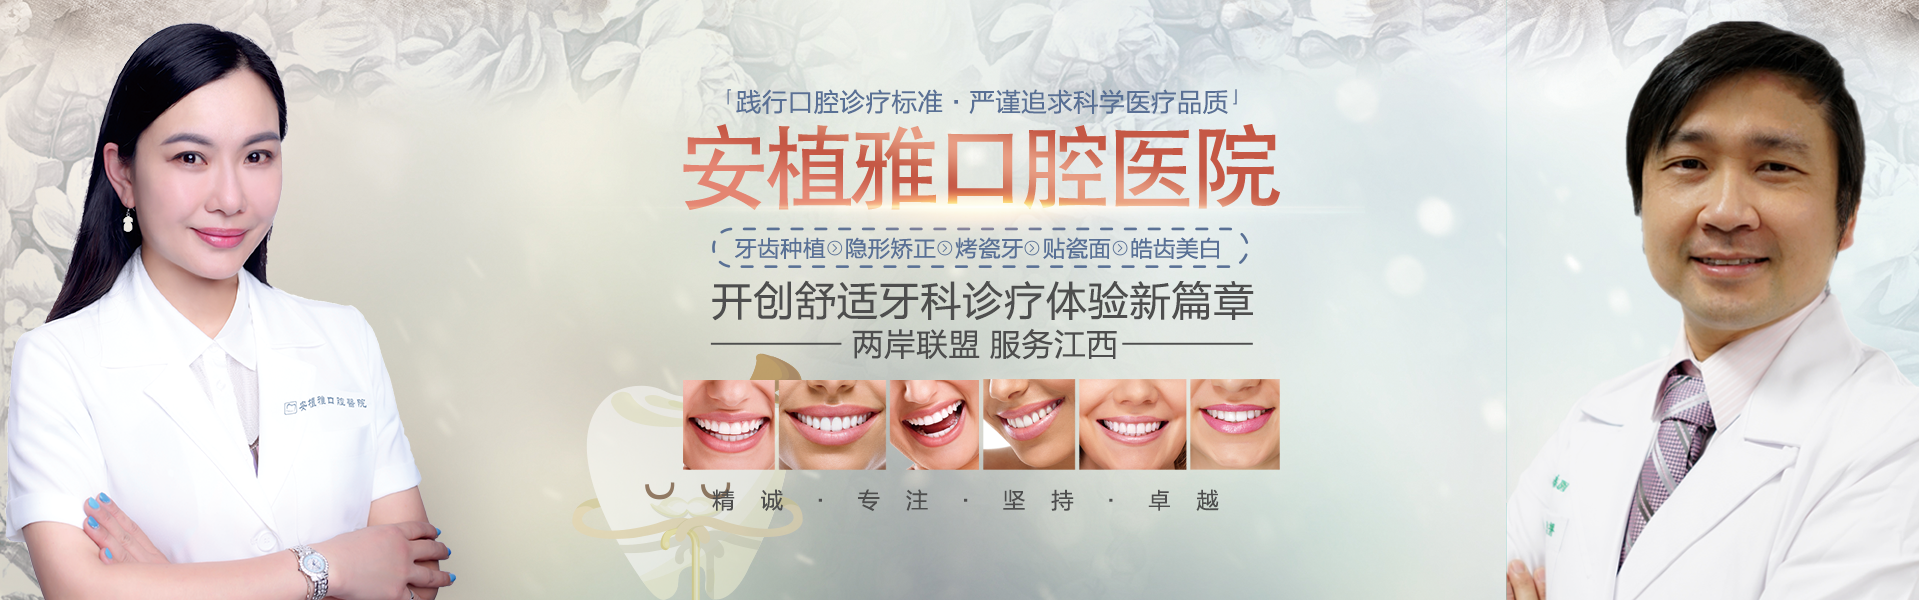 「践行口腔诊疗标准·严谨追求科学医疗品质」
安植雅口腔医院
牙齿种植 隐形矫正 烤瓷牙 贴瓷面 皓齿美白
开创舒适牙科诊疗体验新篇章
两岸联盟 服务江西
安植雅口腔醫院
精诚·专注·坚持·卓越